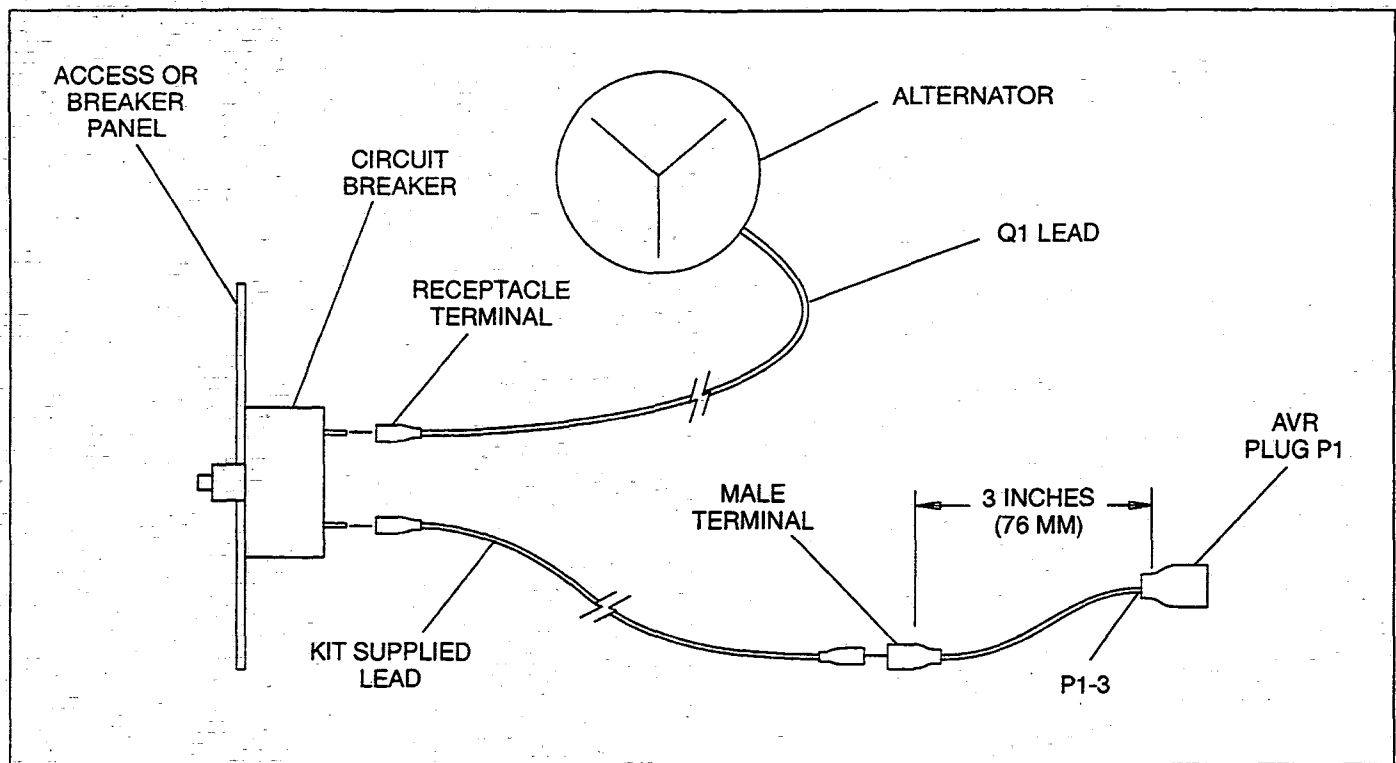 ACCESS OR
BREAKER
PANEL
CIRCUIT
BREAKER
ALTERNATOR
Q1 LEAD
RECEPTACLE
TERMINAL
AVR
PLUG P1
MALE
TERMINAL
3 INCHES
(76 MM)
KIT SUPPLIED
LEAD
P1-3